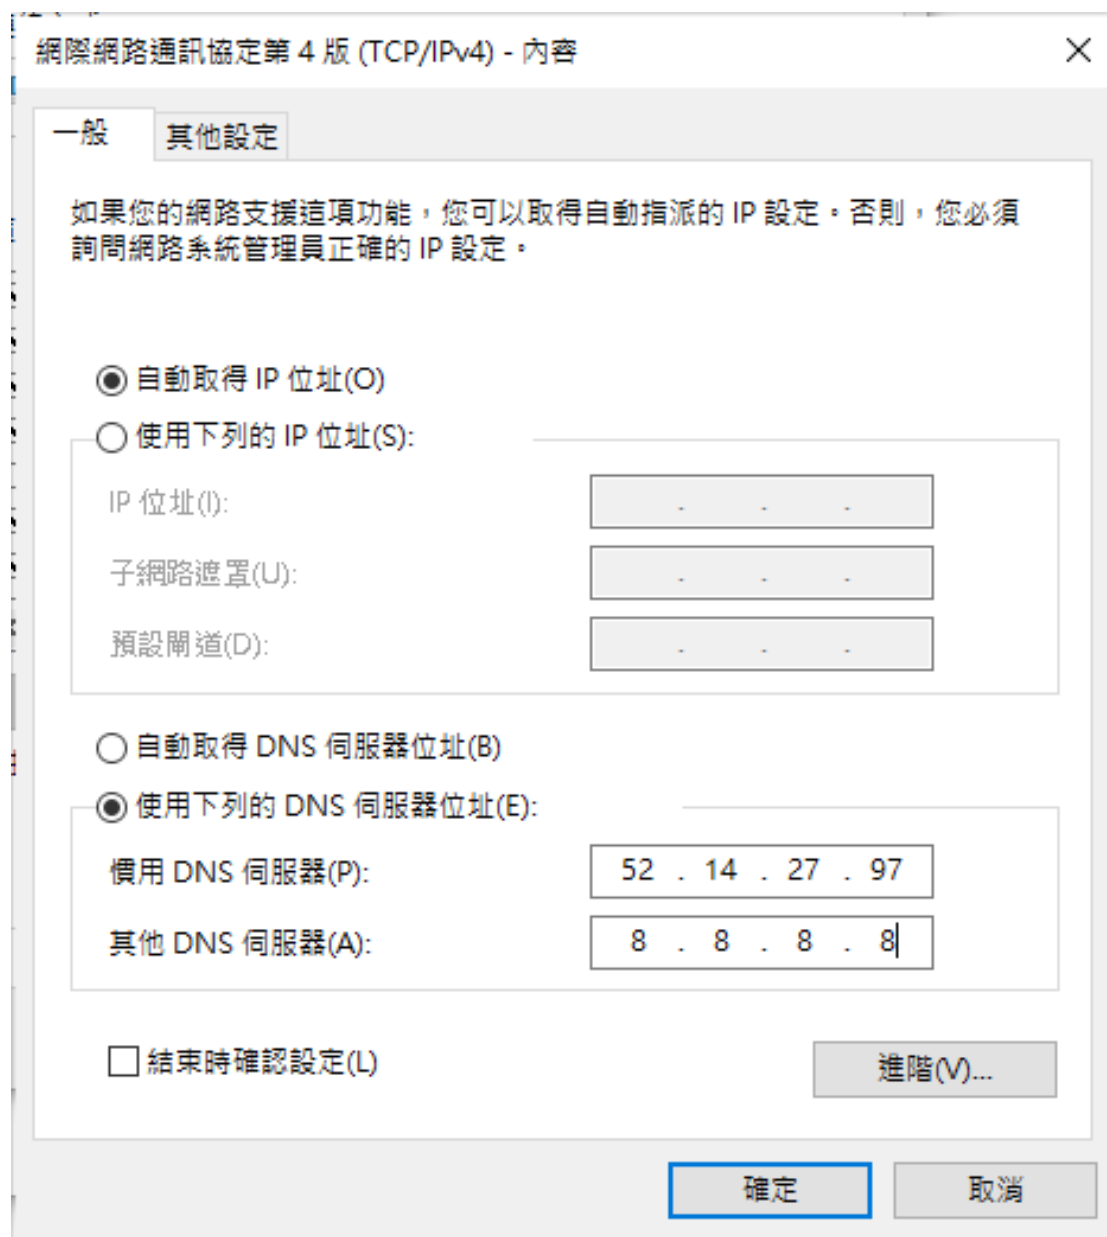 網際網路通訊協定第 4 版 (TCP/IPv4) - 內容
一般
其他設定
如果您的網路支援這項功能，您可以取得自動指派的 IP 設定。否則，您必須
詢問網路系統管理員正確的 IP 設定。
自動取得 IP 位址(O)
使用下列的 IP 位址(S):
IP 位址(I):
. . .
子網路遮罩(U):
. . .
預設閘道(D):
. . .
自動取得 DNS 伺服器位址(B)
使用下列的 DNS 伺服器位址(E):
慣用 DNS 伺服器(P):
52 . 14 . 27 . 97
其他 DNS 伺服器(A):
8 . 8 . 8 . 8
結束時確認設定(L)
進階(V)...
確定
取消